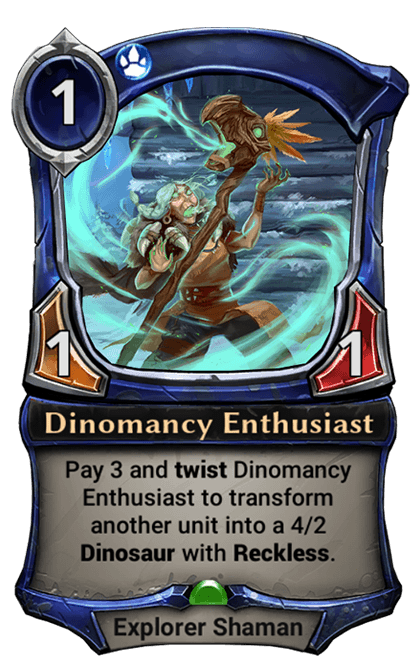 1
1
1
Dinomancy Enthusiast
Pay 3 and twist Dinomancy
Enthusiast to transform
another unit into a 4/2
Dinosaur with Reckless.
Explorer Shaman